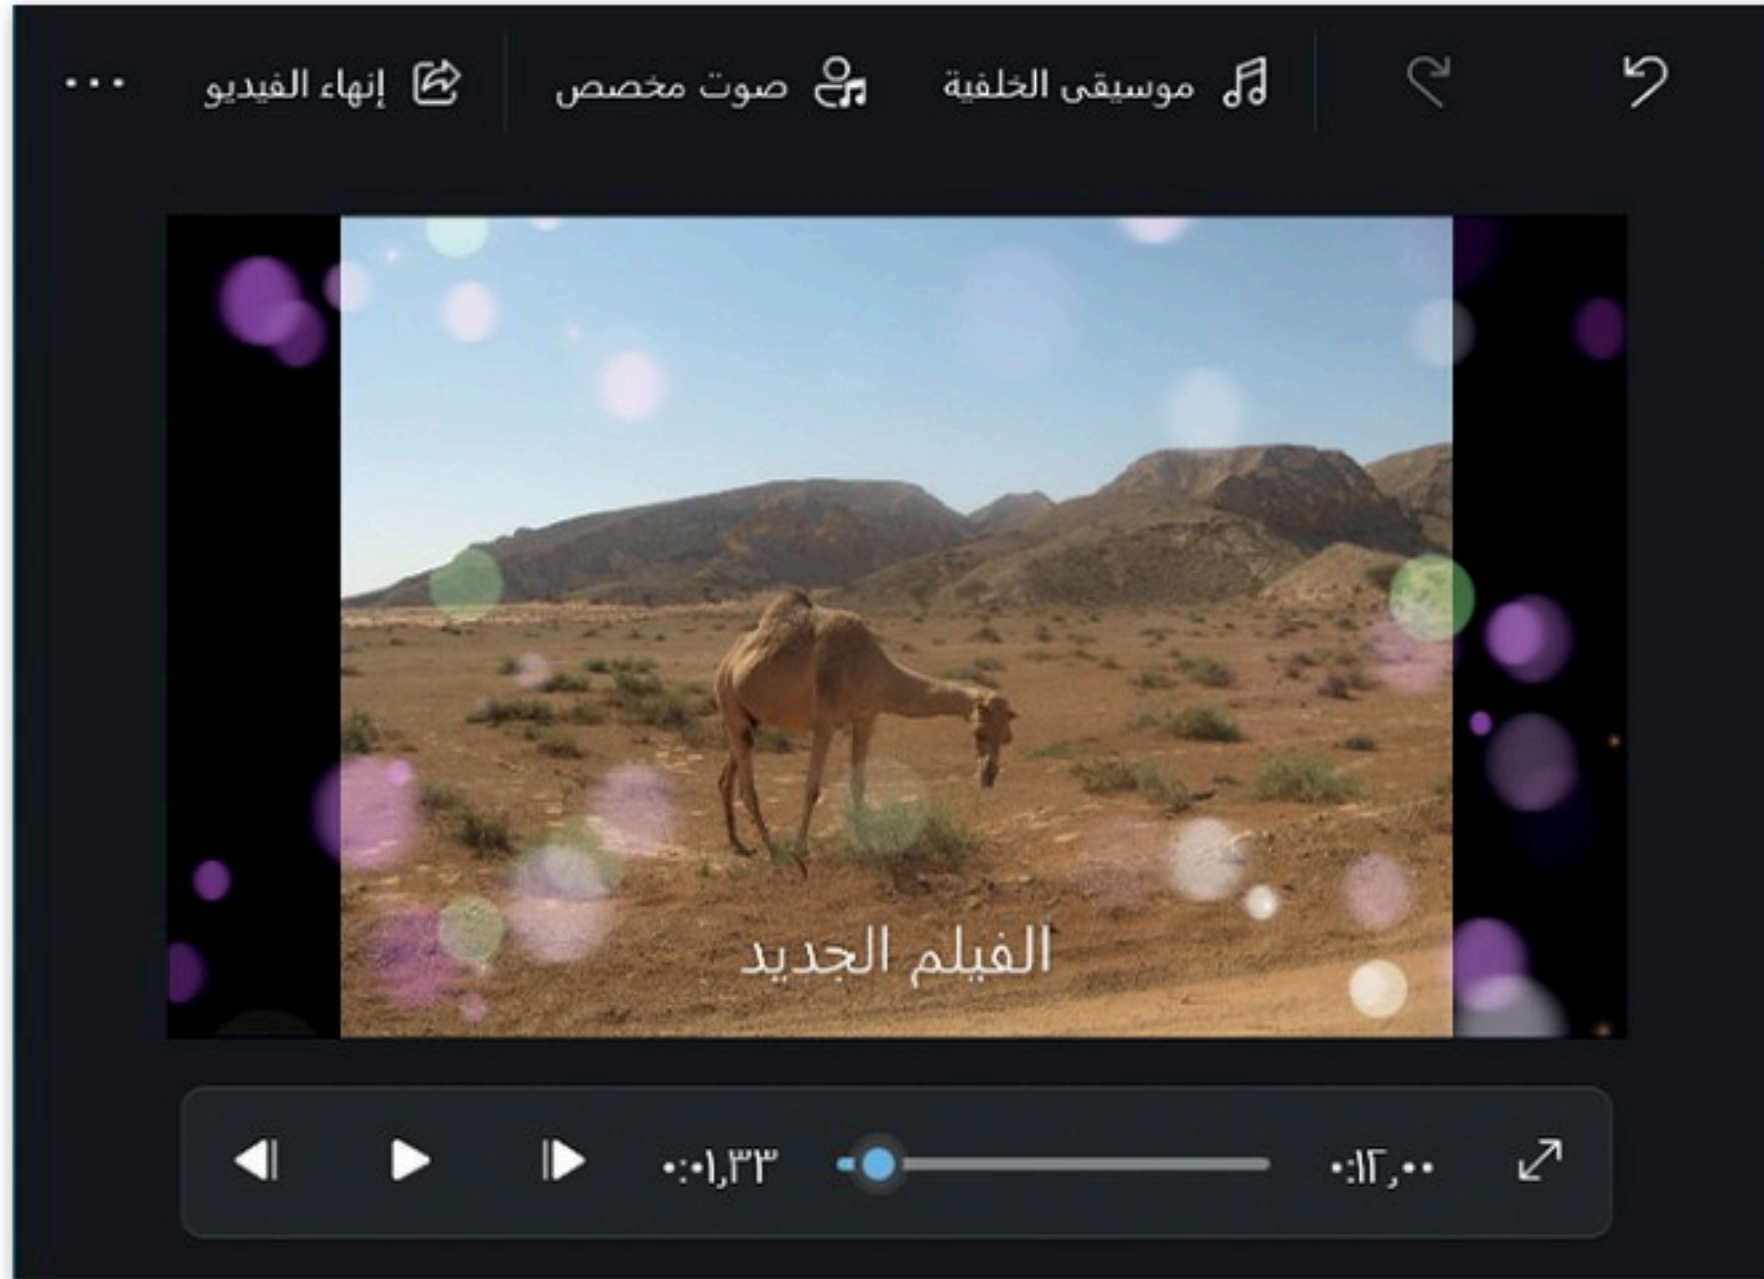 موسيقى الخلفية صوت مخصص إنهاء الفيديو ...
الفيلم الجديد
٠:٠١,٣٣ ٠:١٢,٠٠